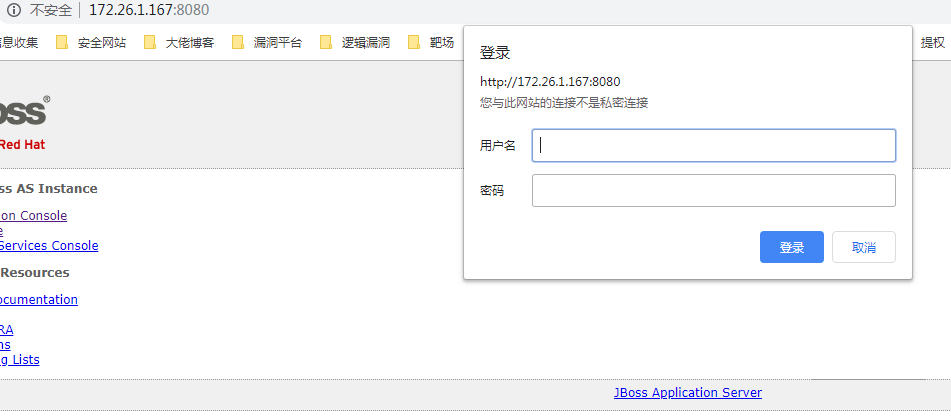 不安全 172.26.1.167:8080
信息收集 安全网站 大佬博客 漏洞平台 逻辑漏洞 靶场 提权
登录
http://172.26.1.167:8080
您与此网站的连接不是私密连接
用户名
密码
登录 取消
oss®
Red Hat
ss AS Instance
on Console
e
Services Console
Resources
ocumentation
RA
ns
g Lists
JBoss Application Server